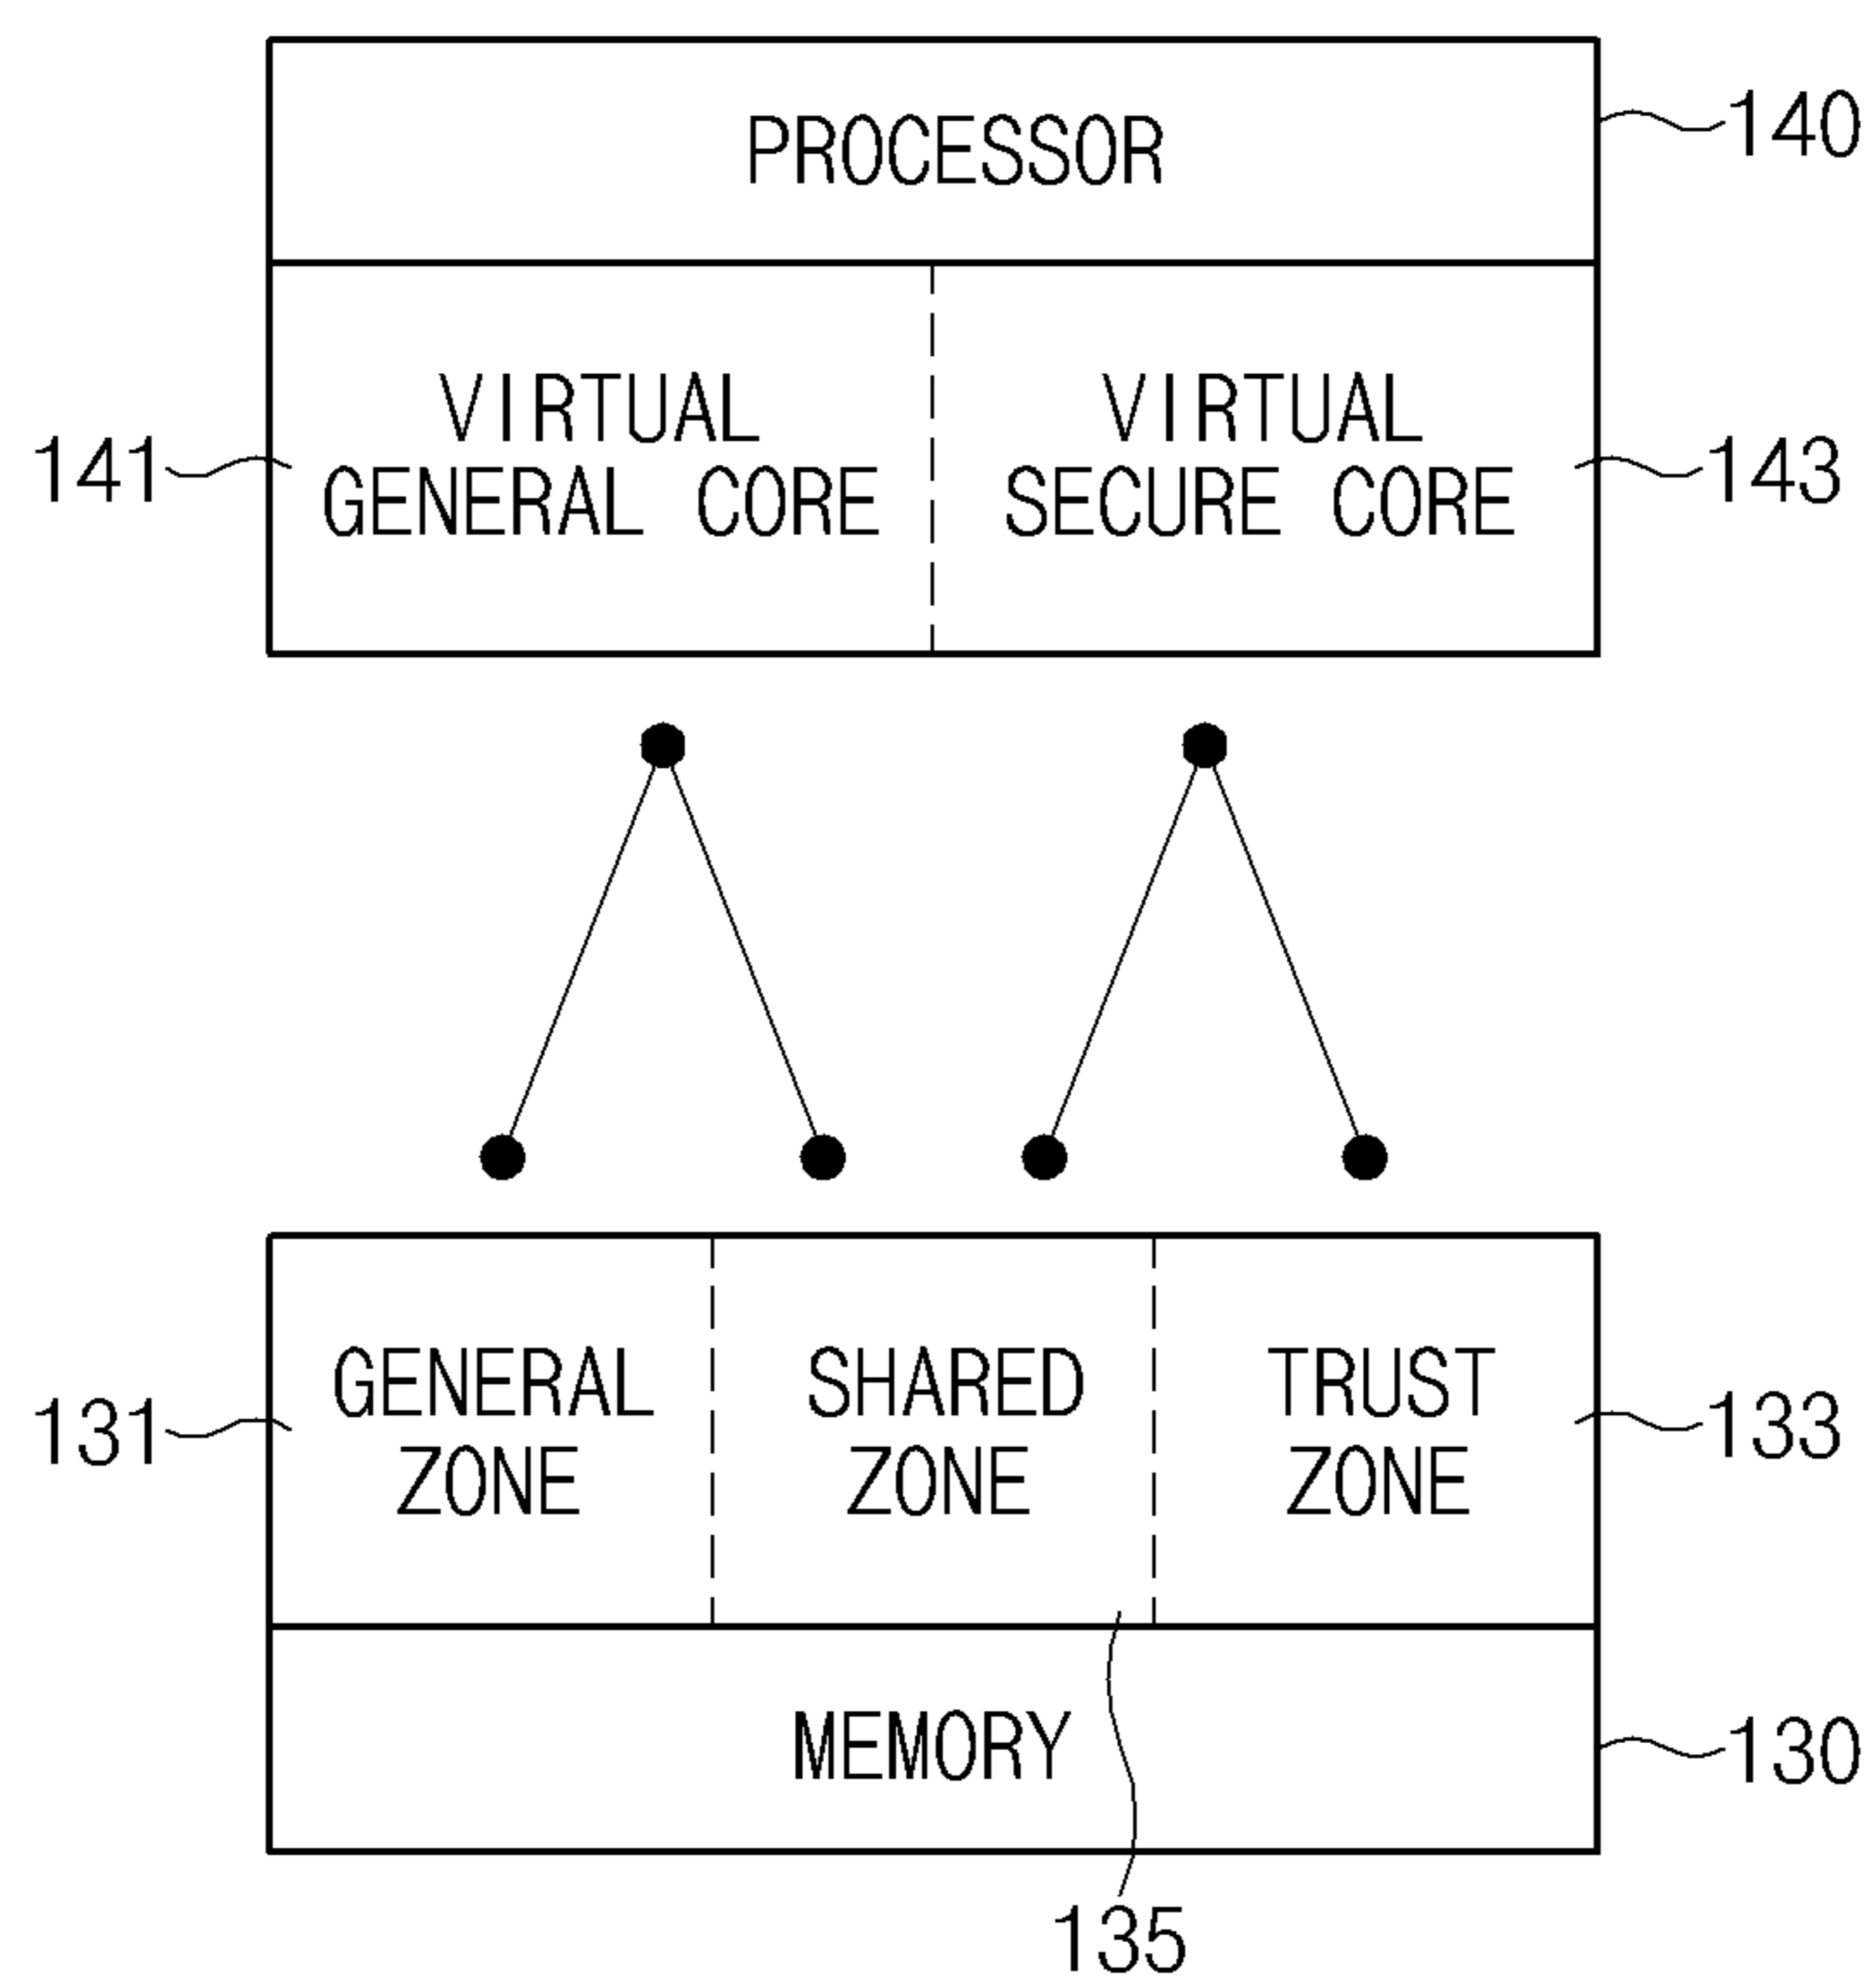 PROCESSOR
140
VIRTUAL
GENERAL CORE
141
VIRTUAL
SECURE CORE
143
GENERAL
ZONE
131
SHARED
ZONE
TRUST
ZONE
133
MEMORY
130
135